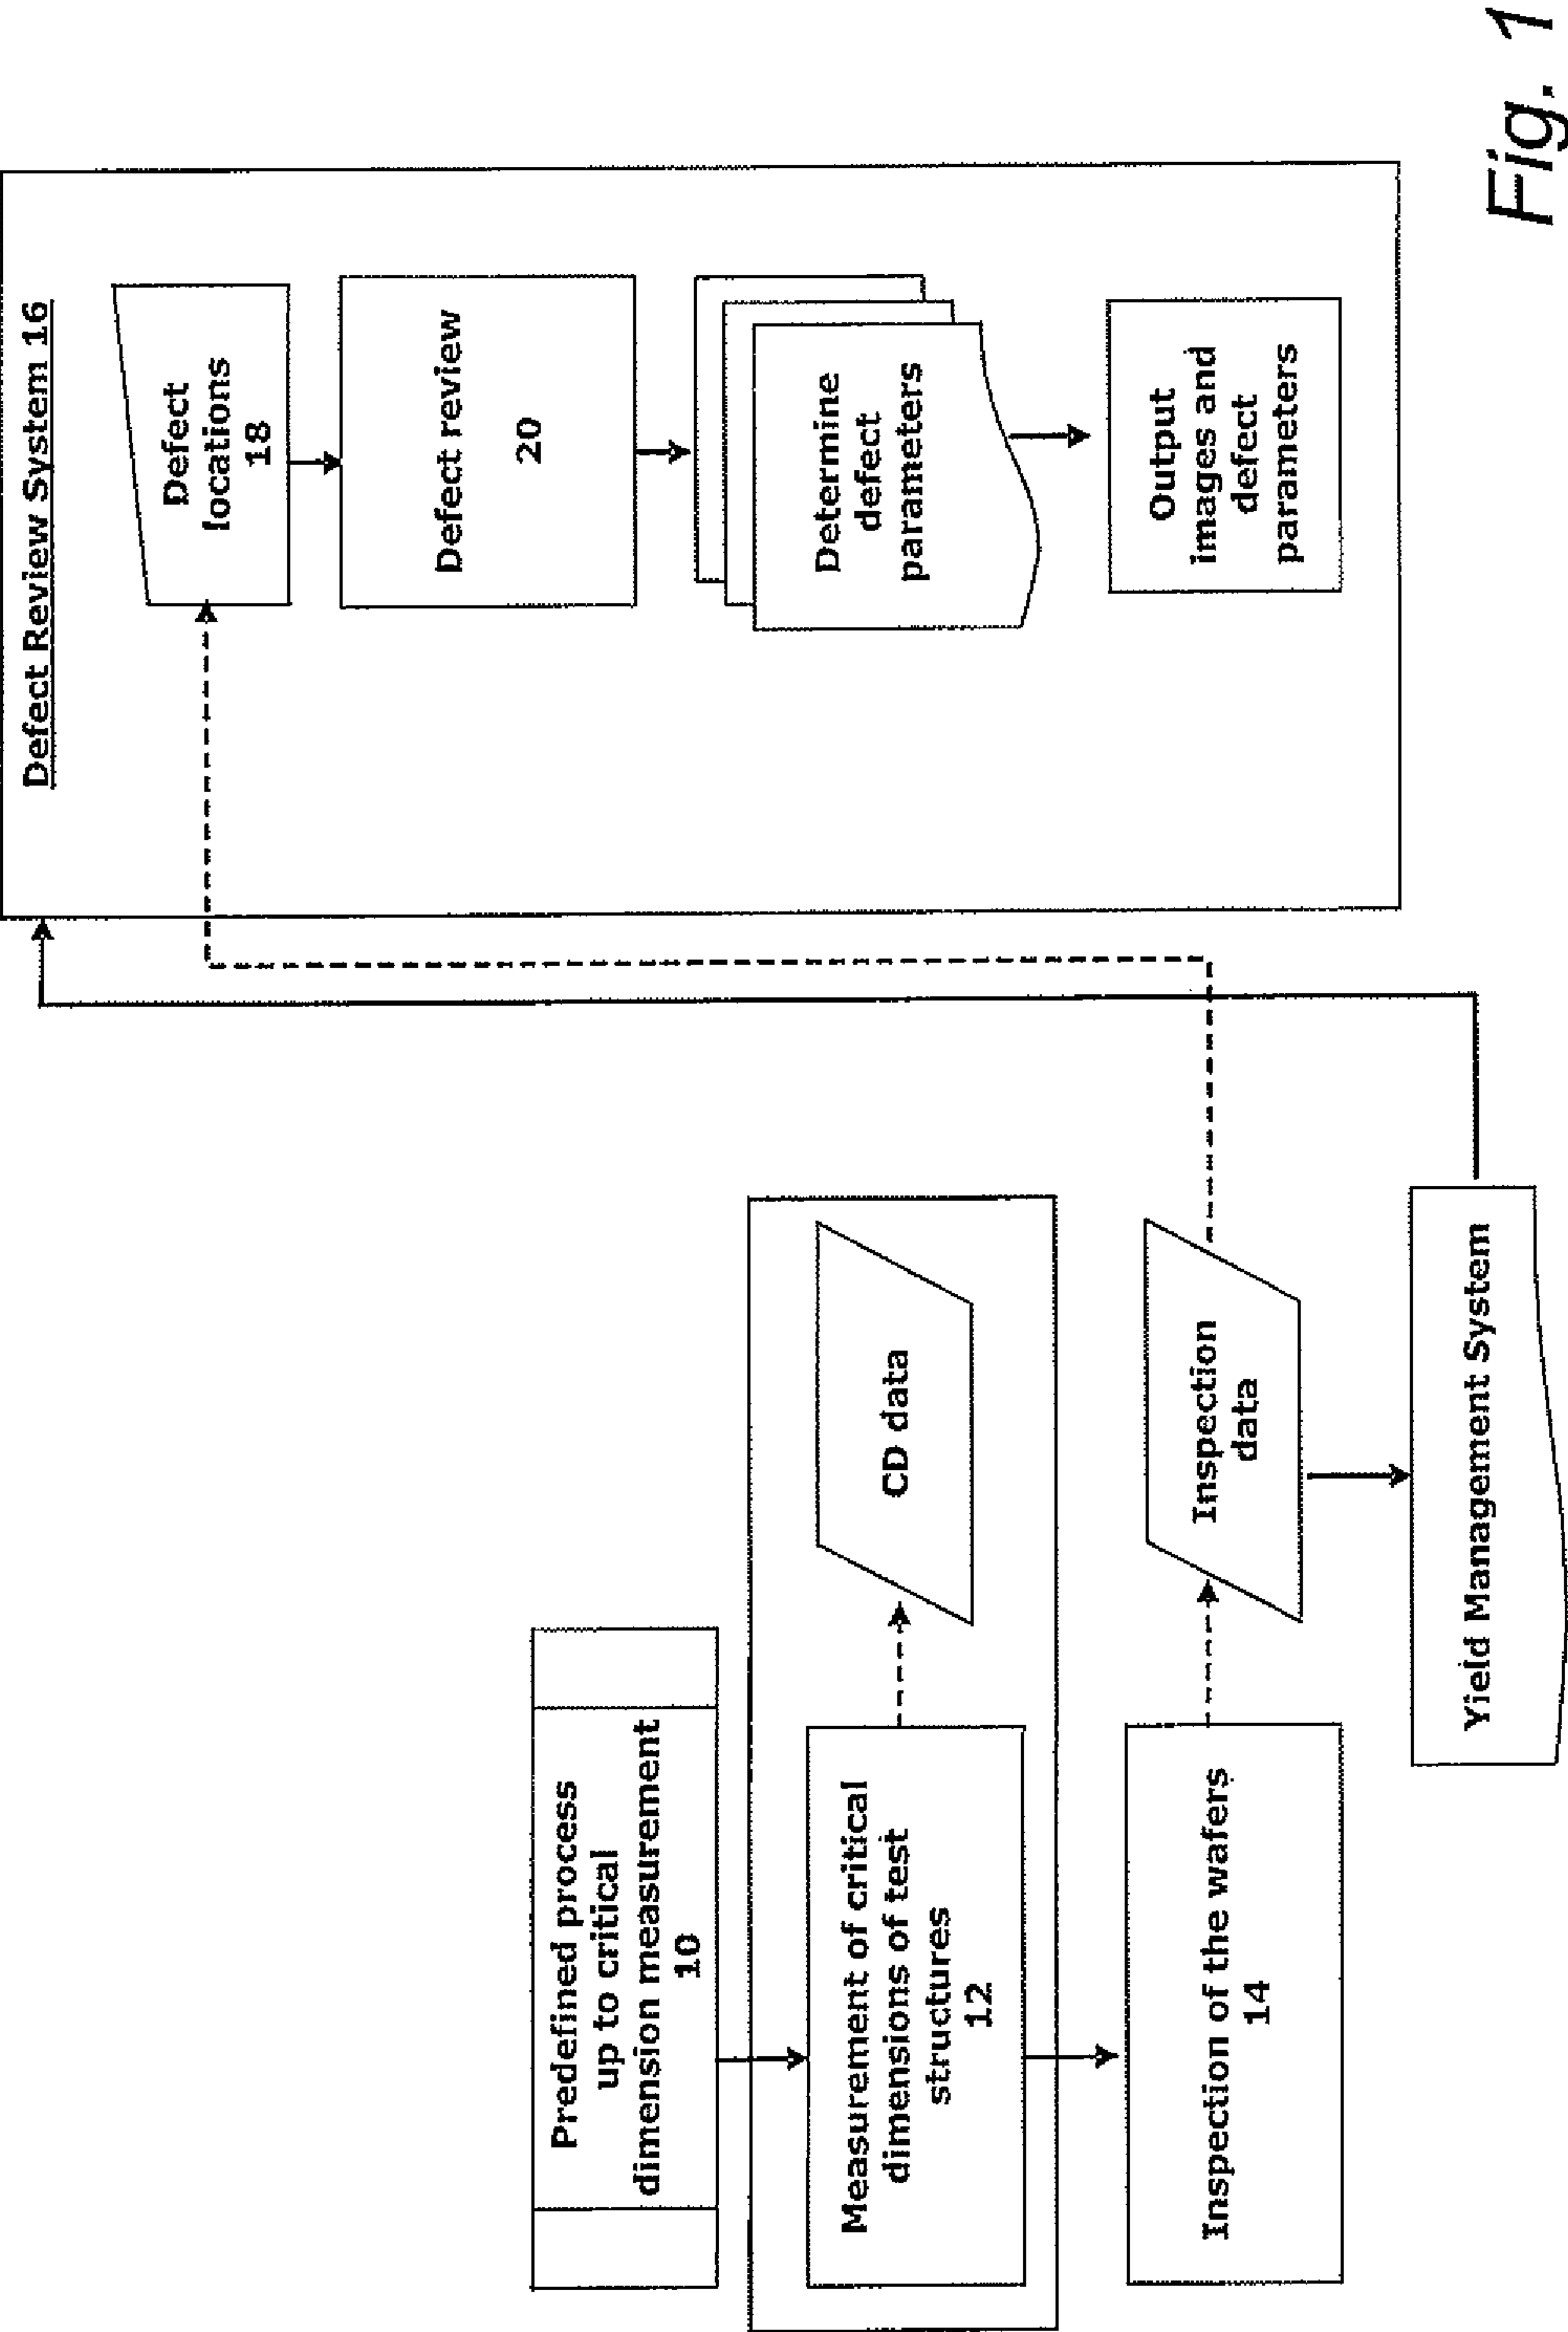 Predefined process
up to critical
dimension measurement
10
Measurement of critical
dimensions of test
structures
12
CD data
Inspection of the wafers
14
Inspection
data
Yield Management System
Defect Review System 16
Defect
locations
18
Defect review
20
Determine
defect
parameters
Output
images and
defect
parameters
Fig. 1